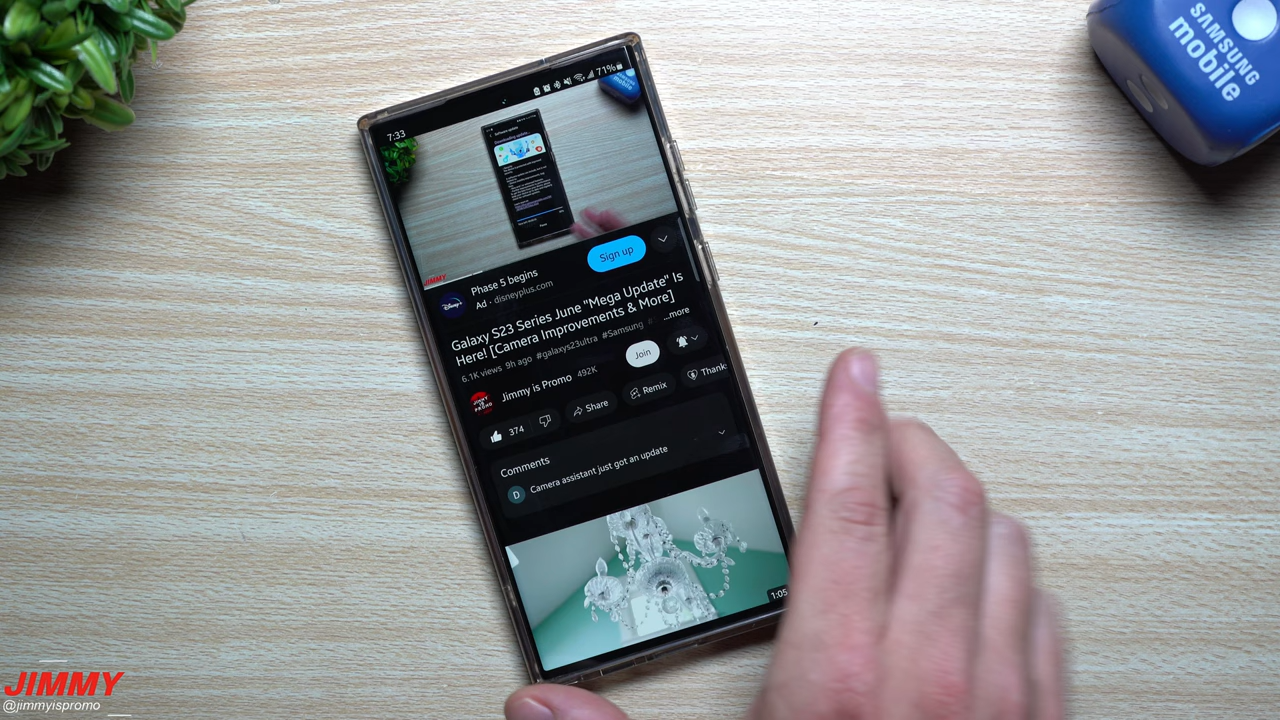 SAMSUNG
mobile
7:33
71%
JIMMY
Phase 5 begins
Ad · disneyplus.com
Sign up
Galaxy S23 Series June "Mega Update" Is
Here! [Camera Improvements & More]
6.1K views 9h ago #galaxys23ultra #Samsung ...more
Jimmy is Promo 492K
Join
374
Share
Remix
Thank
Comments
D
Camera assistant just got an update
1:05
JIMMY
@jimmyispromo